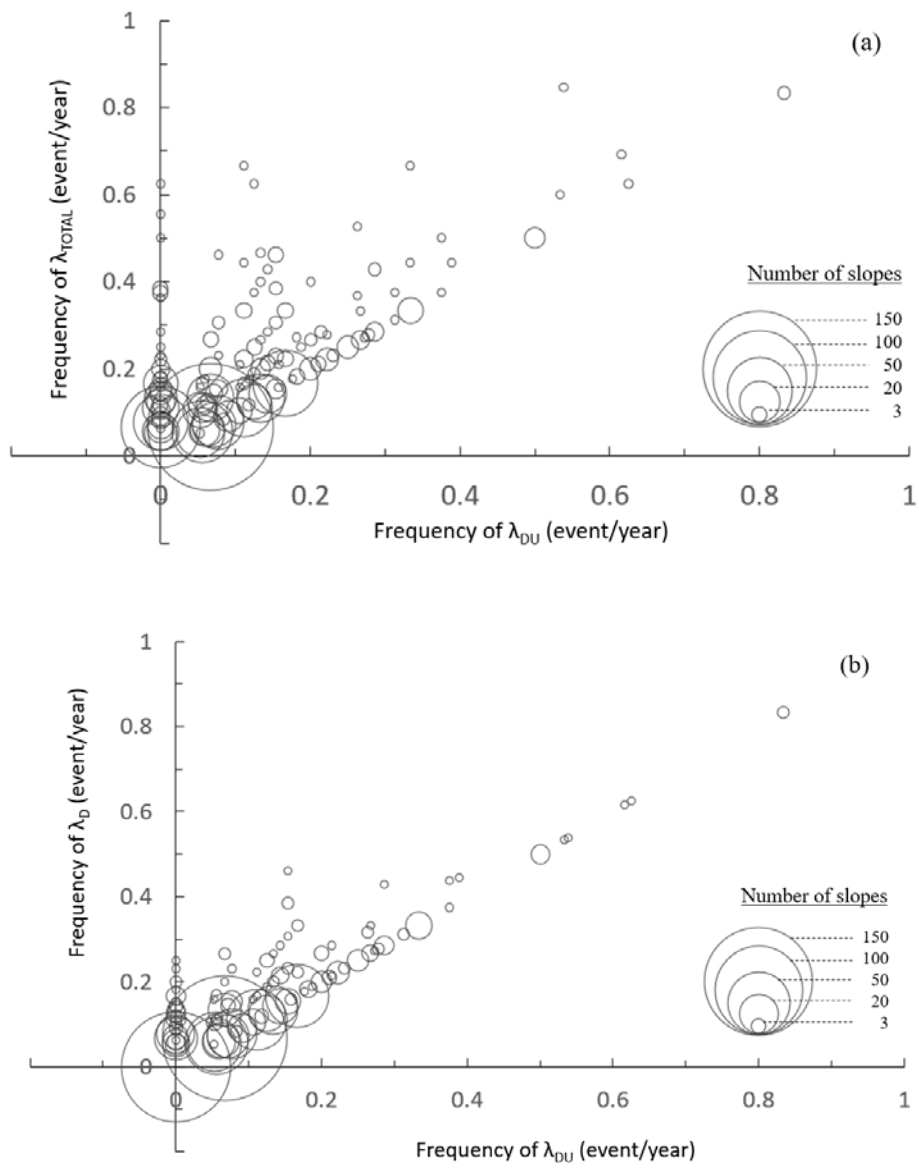 (a)
Frequency of λTOTAL (event/year)
1
0.8
0.6
0.4
0.2
0
Number of slopes
150
100
50
20
3
0 0.2 0.4 0.6 0.8 1
Frequency of λDU (event/year)
(b)
Frequency of λD (event/year)
1
0.8
0.6
0.4
0.2
0
Number of slopes
150
100
50
20
3
0 0.2 0.4 0.6 0.8 1
Frequency of λDU (event/year)